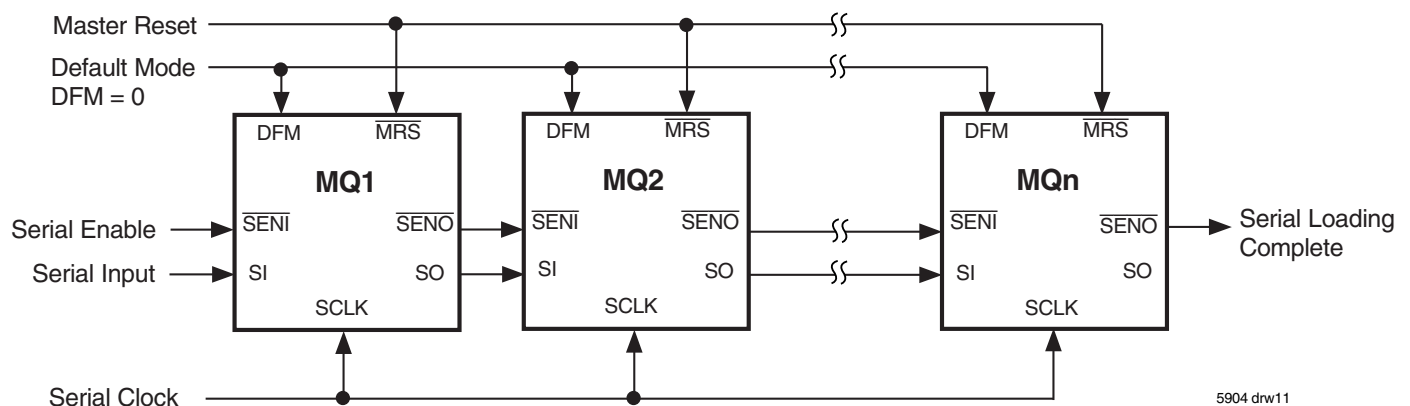 Master Reset
Default Mode
DFM = 0
DFM MRS DFM MRS DFM MRS
MQ1 MQ2 MQn
Serial Enable SENI SENO SENI SENO SENI SENO Serial Loading
Complete
Serial Input SI SO SI SO SI SO
SCLK SCLK SCLK
Serial Clock
5904 drw11